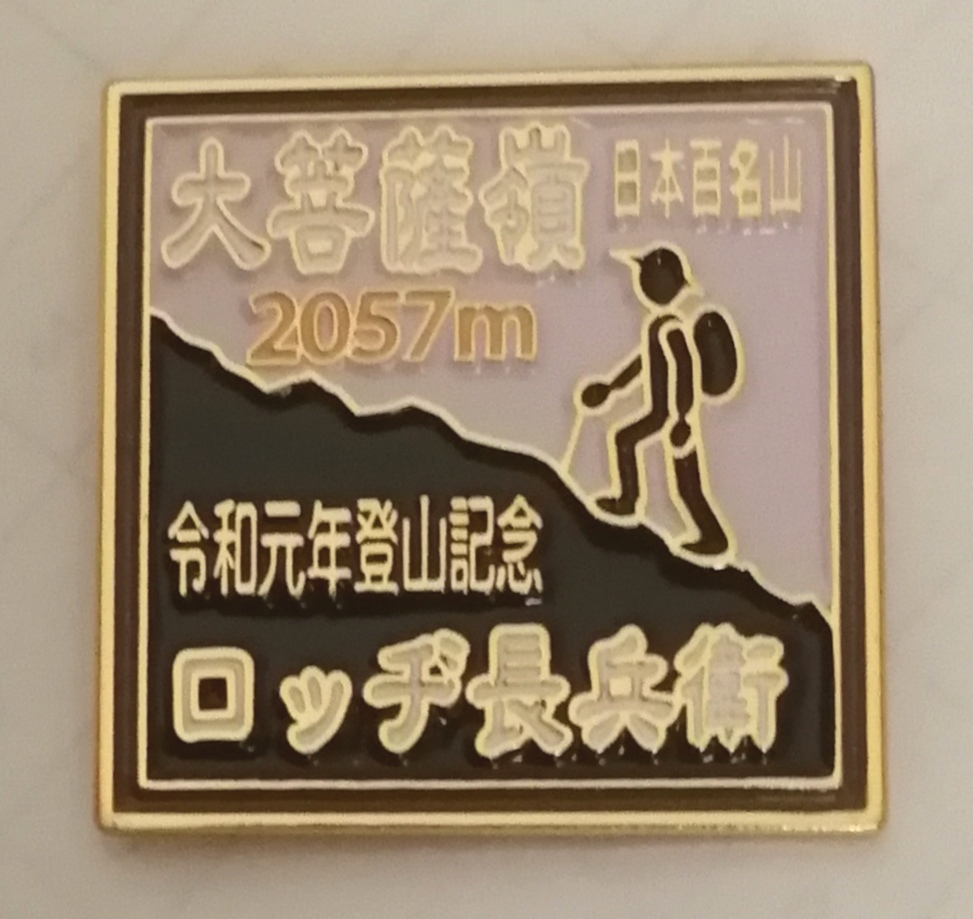 大菩薩嶺
日本百名山
2057m
令和元年登山記念
ロッヂ長兵衛